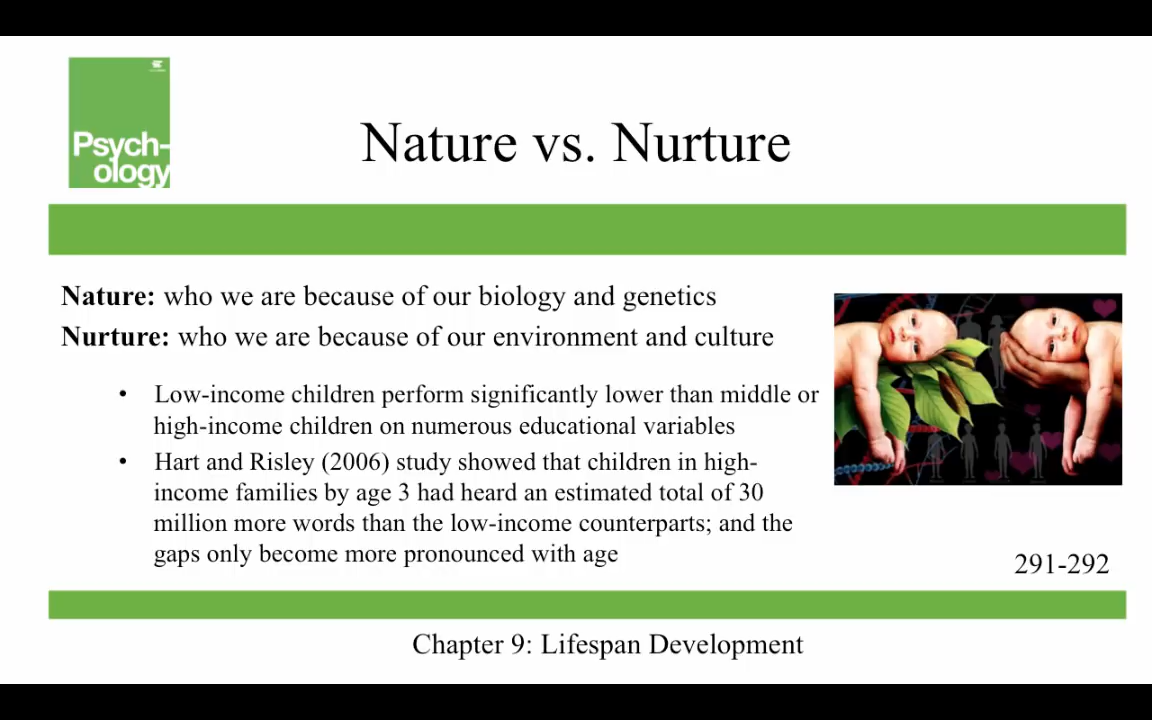 Psych-
ology
Nature vs. Nurture
Nature: who we are because of our biology and genetics
Nurture: who we are because of our environment and culture
• Low-income children perform significantly lower than middle or
high-income children on numerous educational variables
• Hart and Risley (2006) study showed that children in high-
income families by age 3 had heard an estimated total of 30
million more words than the low-income counterparts; and the
gaps only become more pronounced with age
291-292
Chapter 9: Lifespan Development